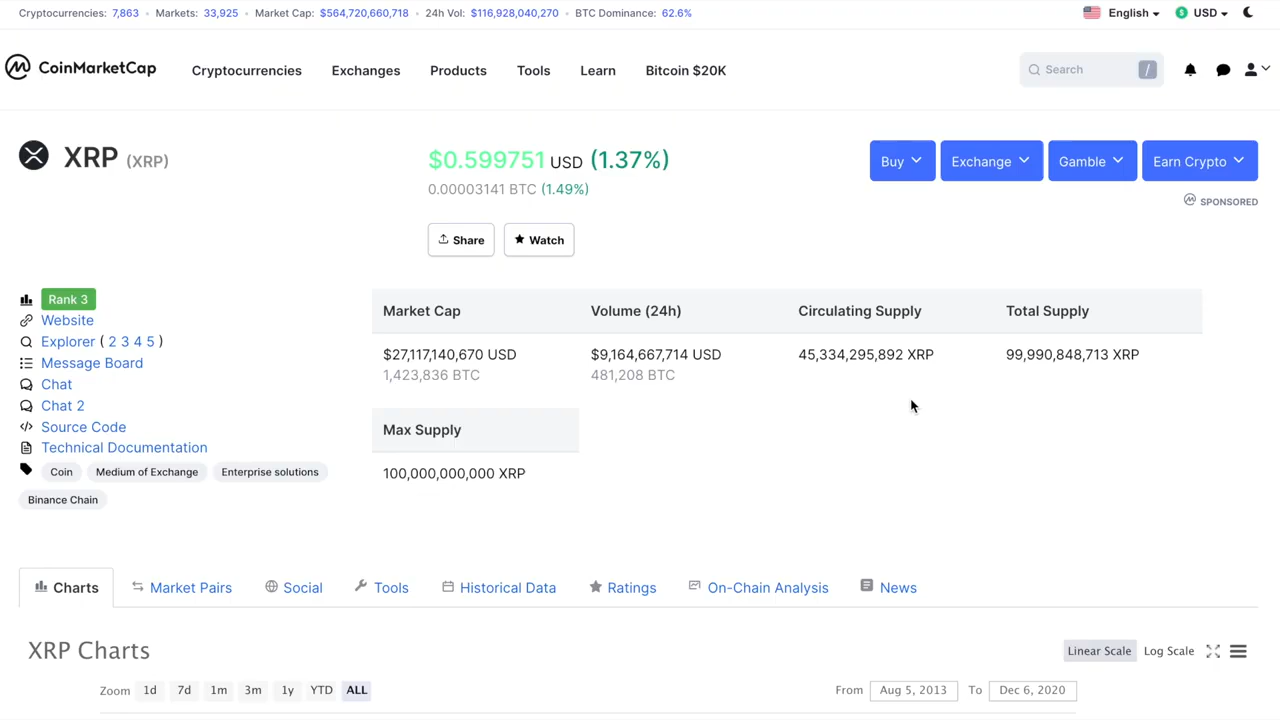 Cryptocurrencies: 7,863 • Markets: 33,925 • Market Cap: $564,720,660,718 • 24h Vol: $116,928,040,270 • BTC Dominance: 62.6% English USD
CoinMarketCap Cryptocurrencies Exchanges Products Tools Learn Bitcoin $20K Search /
XRP (XRP) $0.599751 USD (1.37%) Buy Exchange Gamble Earn Crypto
0.00003141 BTC (1.49%)
SPONSORED
Share Watch
Rank 3
Website
Explorer ( 2 3 4 5 )
Message Board
Chat
Chat 2
Source Code
Technical Documentation
Coin Medium of Exchange Enterprise solutions
Binance Chain
Market Cap Volume (24h) Circulating Supply Total Supply
$27,117,140,670 USD $9,164,667,714 USD 45,334,295,892 XRP 99,990,848,713 XRP
1,423,836 BTC 481,208 BTC
Max Supply
100,000,000,000 XRP
Charts Market Pairs Social Tools Historical Data Ratings On-Chain Analysis News
XRP Charts Linear Scale Log Scale
Zoom 1d 7d 1m 3m 1y YTD ALL From Aug 5, 2013 To Dec 6, 2020